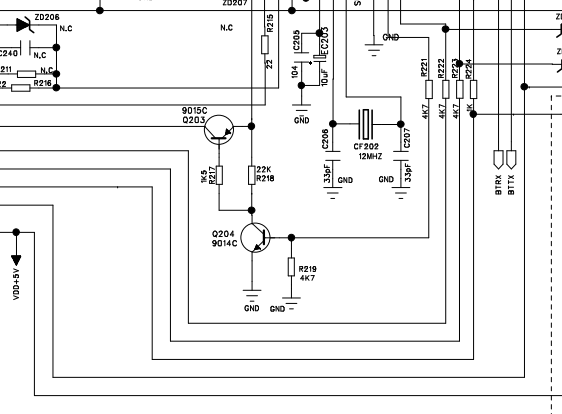 ZD207
ZD206
N.C
N.C
R215
C205
EC203
GND
C240
N.C
R211
N.C
R216
22
104
10uF
R221
R222
R223
R224
4K7
4K7
4K7
GND
9015C
Q203
C206
C207
CF202
12MHZ
1K5
R217
22K
R218
33pF
GND
GND
33pF
BTRX
BTTX
Q204
9014C
R219
4K7
VDD+5V
GND
GND